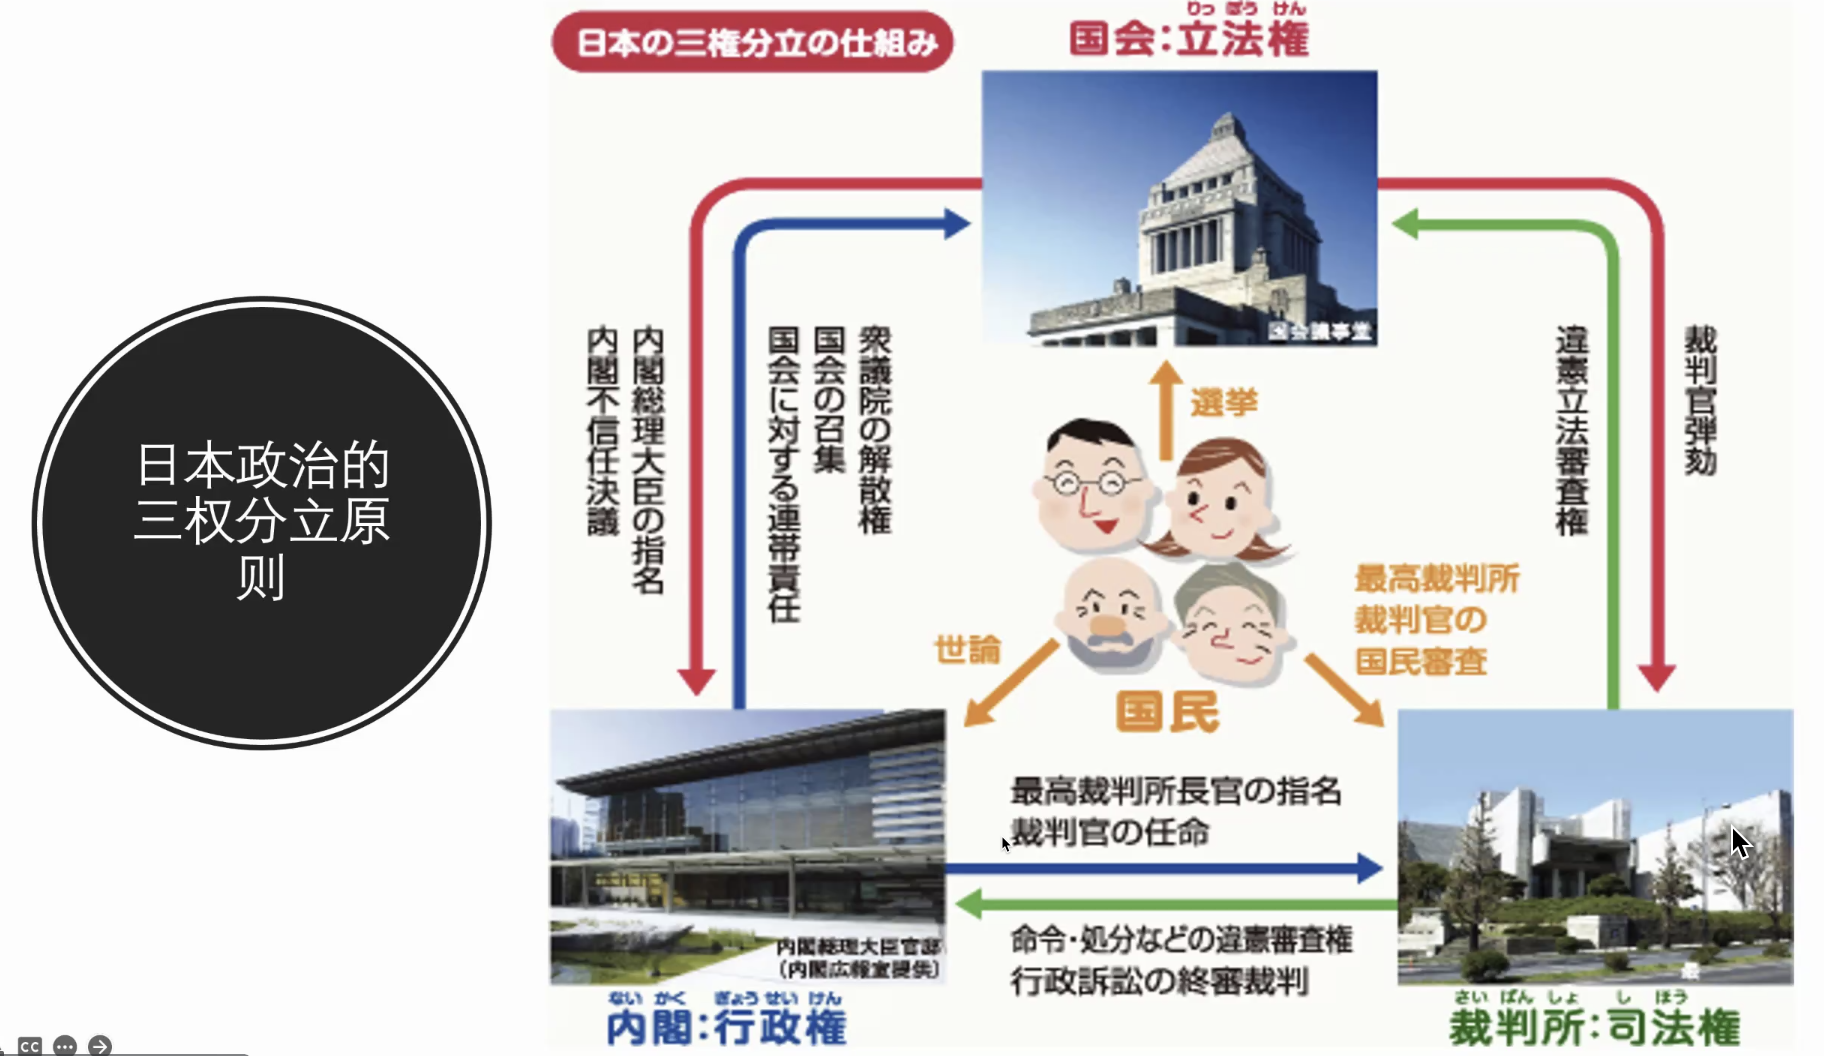 日本政治的
三权分立原
则
日本の三権分立の仕組み
りっ ぽう けん
国会:立法権
国会議事堂
内閣総理大臣の指名
内閣不信任決議
衆議院の解散権
国会の召集
国会に対する連帯責任
裁判官弾劾
違憲立法審査権
選挙
世論
最高裁判所
裁判官の
国民審査
国民
最高裁判所長官の指名
裁判官の任命
命令・処分などの違憲審査権
行政訴訟の終審裁判
内閣総理大臣官邸
(内閣広報室提供)
ない かく ぎょう せい けん
内閣:行政権
最
さい ばん しょ し ほう
裁判所:司法権
CC